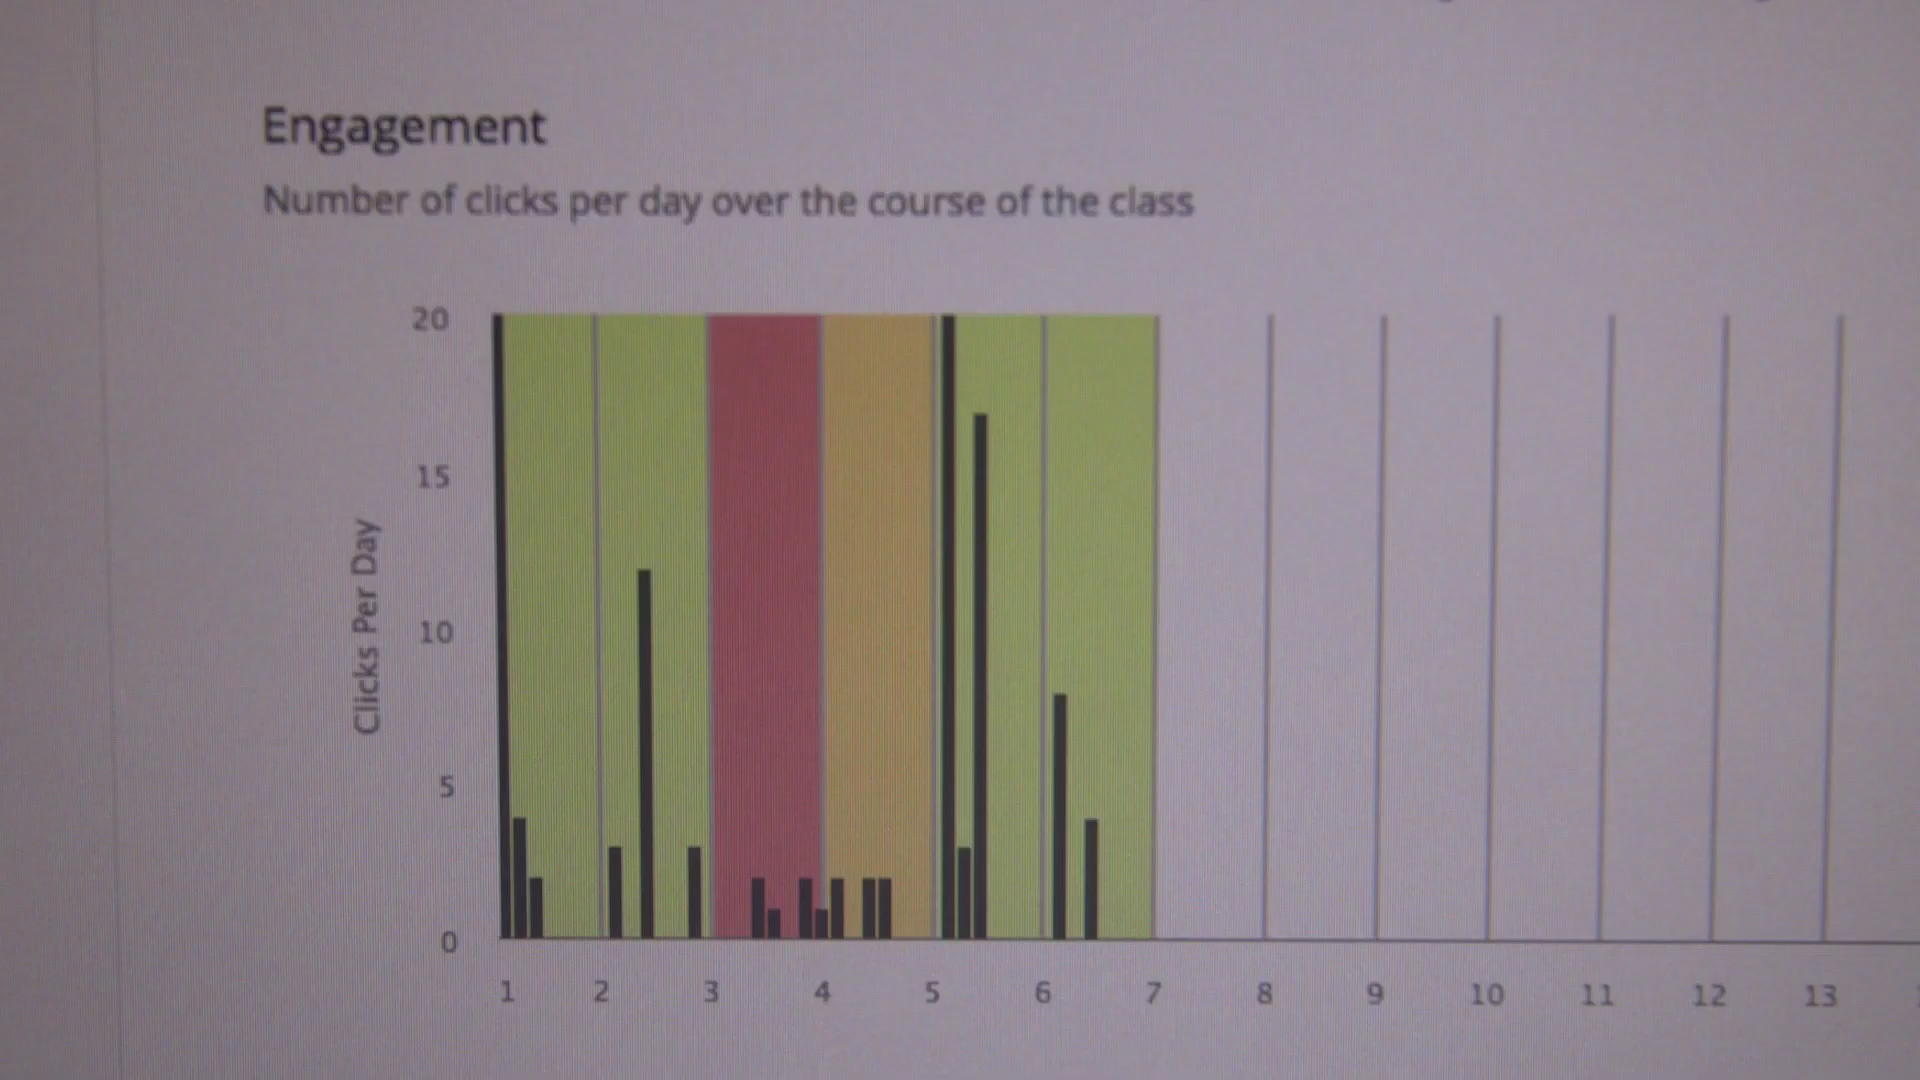 Engagement
Number of clicks per day over the course of the class
20
15
10
5
0
Clicks Per Day
1 2 3 4 5 6 7 8 9 10 11 12 13